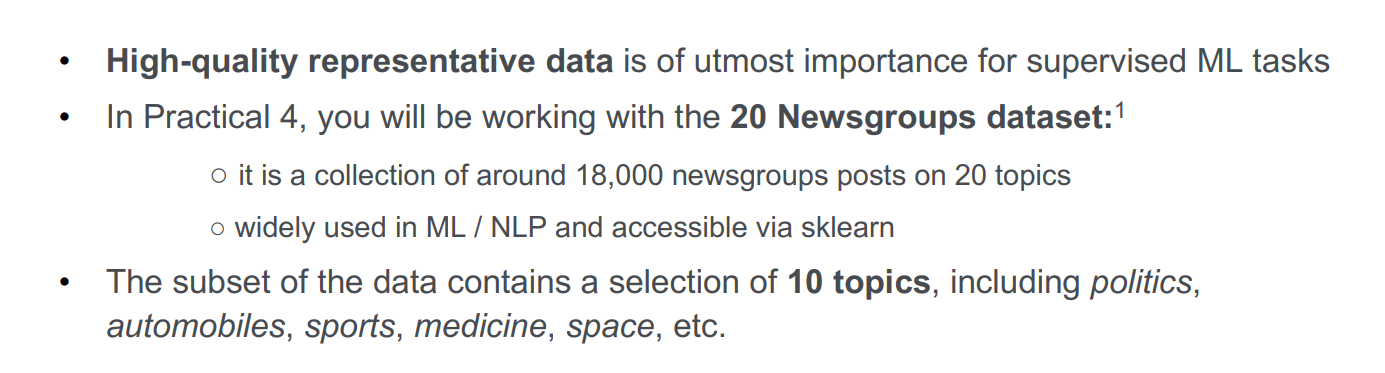 • High-quality representative data is of utmost importance for supervised ML tasks
• In Practical 4, you will be working with the 20 Newsgroups dataset:1
○ it is a collection of around 18,000 newsgroups posts on 20 topics
○ widely used in ML / NLP and accessible via sklearn
• The subset of the data contains a selection of 10 topics, including politics,
automobiles, sports, medicine, space, etc.